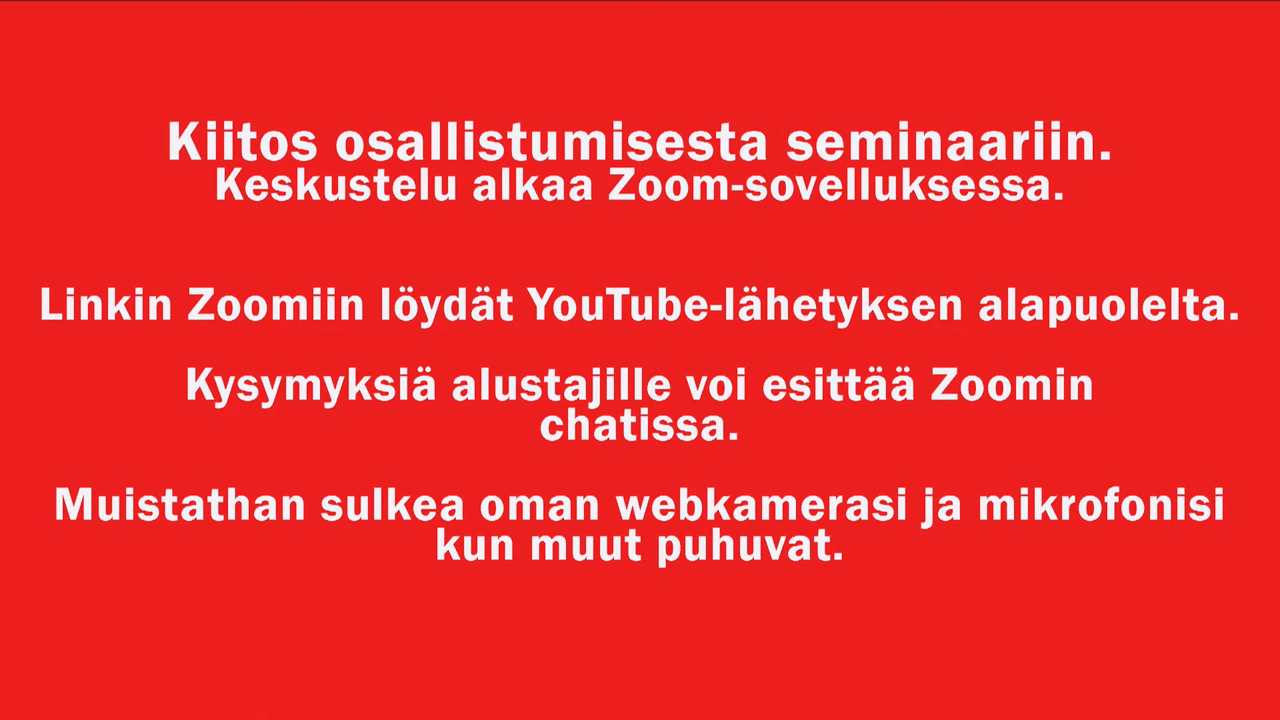 Kiitos osallistumisesta seminaariin.
Keskustelu alkaa Zoom-sovelluksessa.
Linkin Zoomiin löydät YouTube-lähetyksen alapuolelta.
Kysymyksiä alustajille voi esittää Zoomin
chatissa.
Muistathan sulkea oman webkamerasi ja mikrofonisi
kun muut puhuvat.